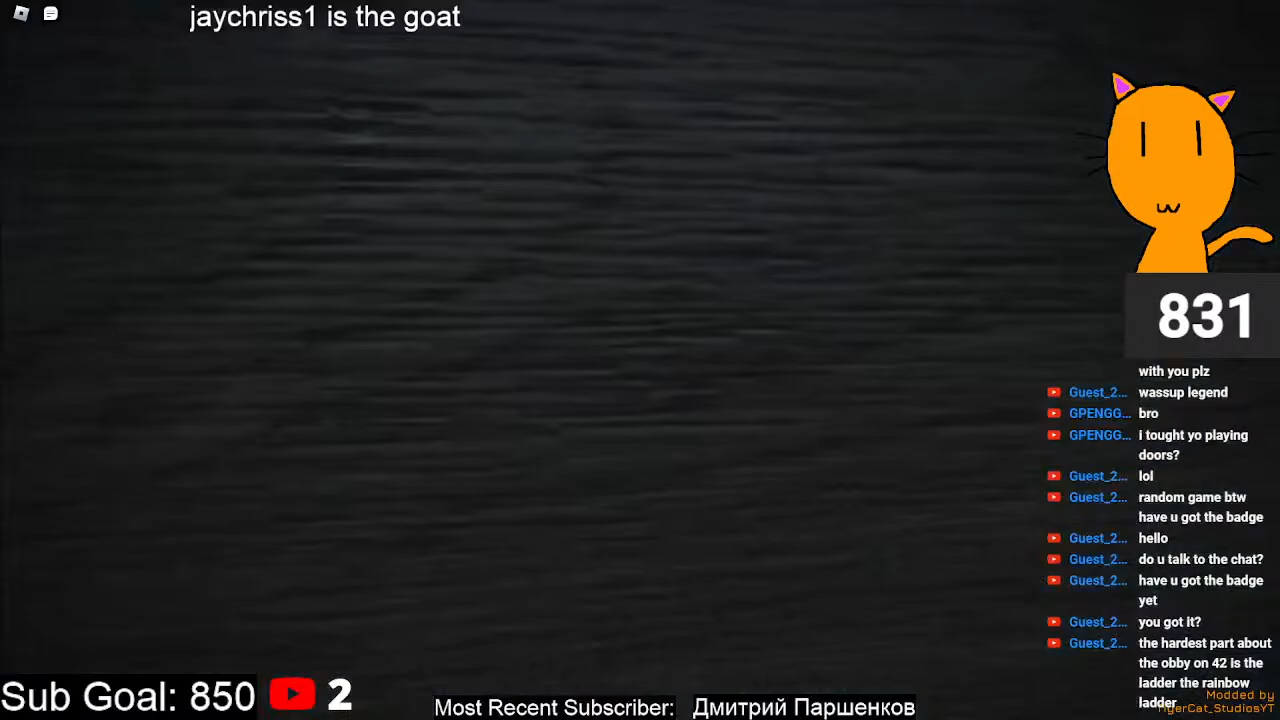 jaychriss1 is the goat
831
with you plz
Guest_2... wassup legend
GPENGG... bro
GPENGG... i tought yo playing
doors?
Guest_2... lol
Guest_2... random game btw
have u got the badge
Guest_2... hello
Guest_2... do u talk to the chat?
Guest_2... have u got the badge
yet
Guest_2... you got it?
Guest_2... the hardest part about
the obby on 42 is the
ladder the rainbow
ladder
Modded by
TigerCat_StudiosYT
Sub Goal: 850
2
Most Recent Subscriber: Дмитрий Паршенков